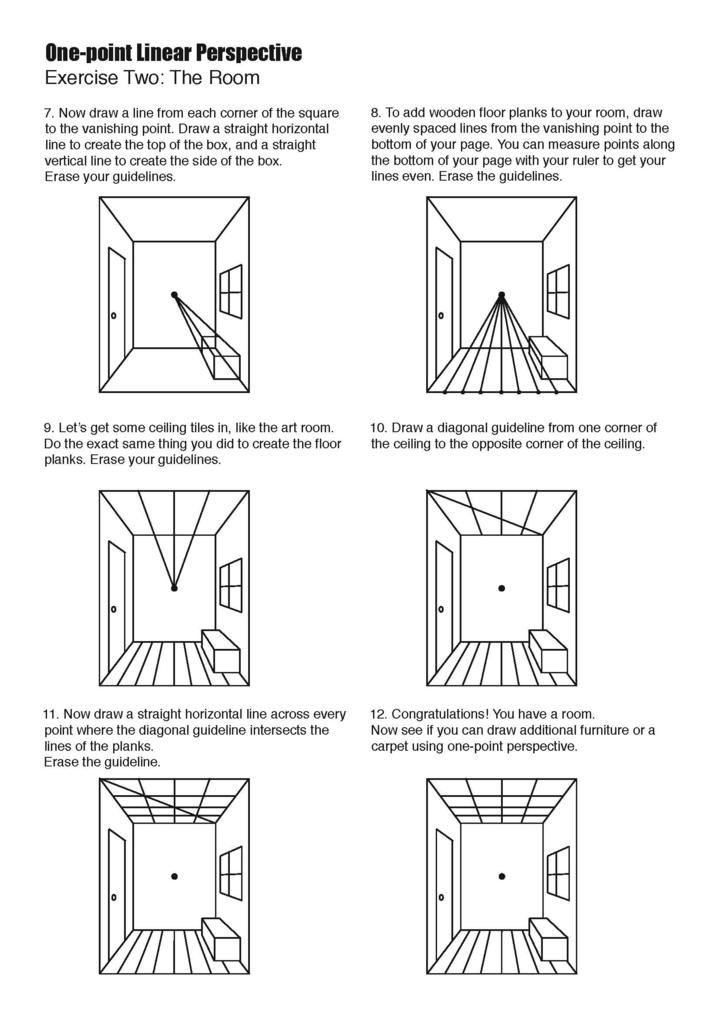 One-point Linear Perspective
Exercise Two: The Room
7. Now draw a line from each corner of the square
to the vanishing point. Draw a straight horizontal
line to create the top of the box, and a straight
vertical line to create the side of the box.
Erase your guidelines.
8. To add wooden floor planks to your room, draw
evenly spaced lines from the vanishing point to the
bottom of your page. You can measure points along
the bottom of your page with your ruler to get your
lines even. Erase the guidelines.
9. Let's get some ceiling tiles in, like the art room.
Do the exact same thing you did to create the floor
planks. Erase your guidelines.
10. Draw a diagonal guideline from one corner of
the ceiling to the opposite corner of the ceiling.
11. Now draw a straight horizontal line across every
point where the diagonal guideline intersects the
lines of the planks.
Erase the guideline.
12. Congratulations! You have a room.
Now see if you can draw additional furniture or a
carpet using one-point perspective.